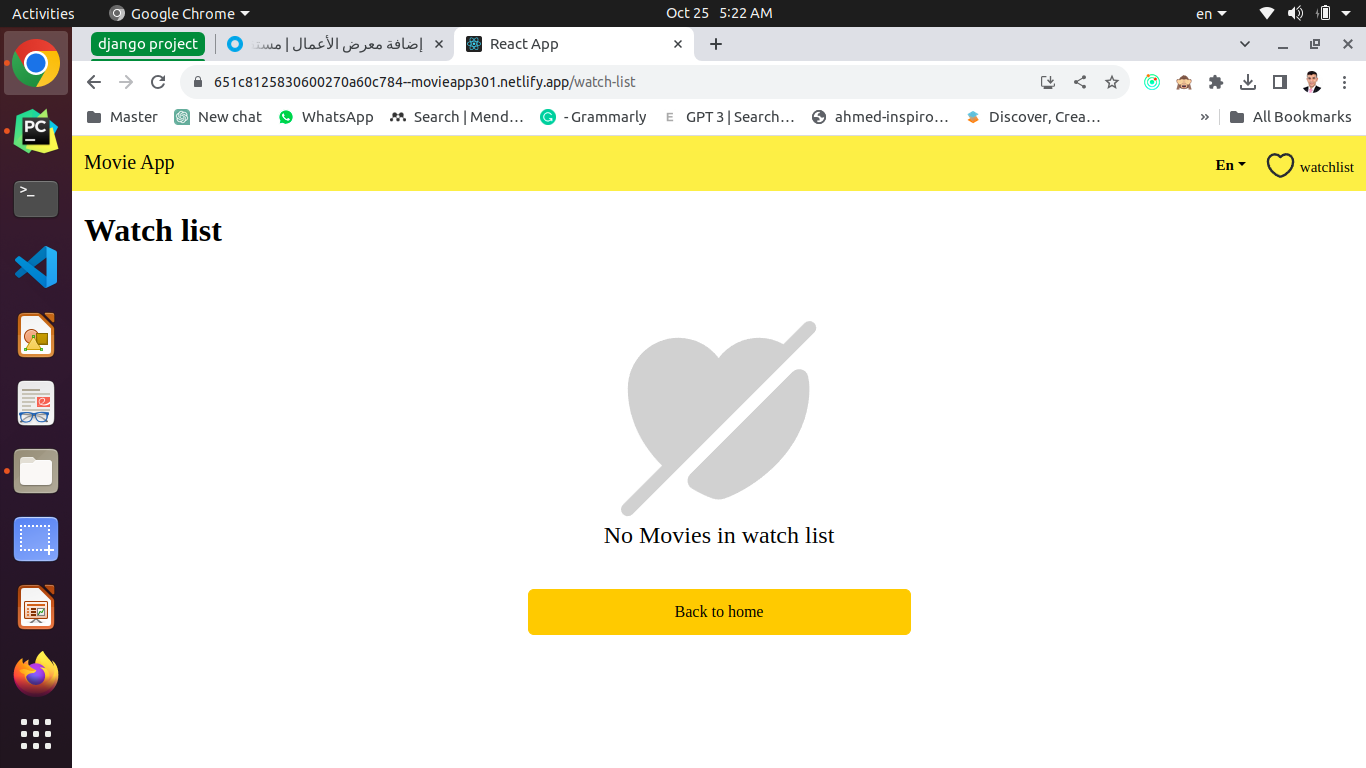 Activities
Google Chrome
Oct 25 5:22 AM
en
django project
إضافة معرض الأعمال | مستق
React App
651c8125830600270a60c784--movieapp301.netlify.app/watch-list
Master
New chat
WhatsApp
Search | Mend…
- Grammarly
E GPT 3 | Search…
ahmed-inspiro…
Discover, Crea…
»
All Bookmarks
Movie App
En
watchlist
Watch list
PC
>_
No Movies in watch list
Back to home